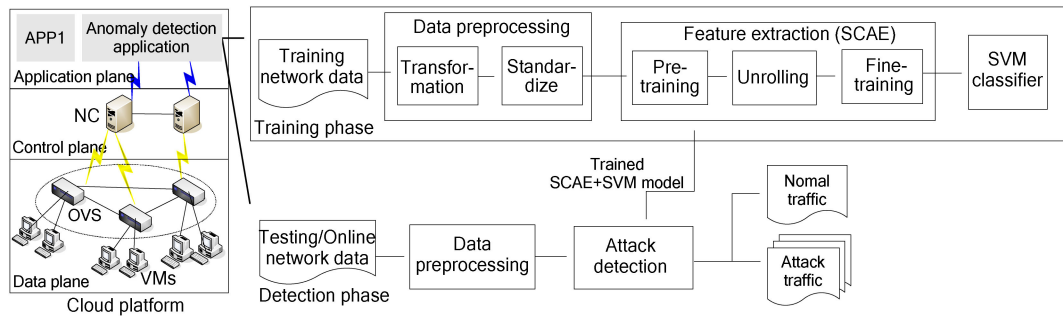 APP1
Anomaly detection
application
Application plane
NC
Control plane
OVS
VMs
Data plane
Cloud platform
Training
network data
Data preprocessing
Transfor-
mation
Standar-
dize
Feature extraction (SCAE)
Pre-
training
Unrolling
Fine-
training
SVM
classifier
Training phase
Trained
SCAE+SVM model
Testing/Online
network data
Data
preprocessing
Attack
detection
Nomal
traffic
Attack
traffic
Detection phase